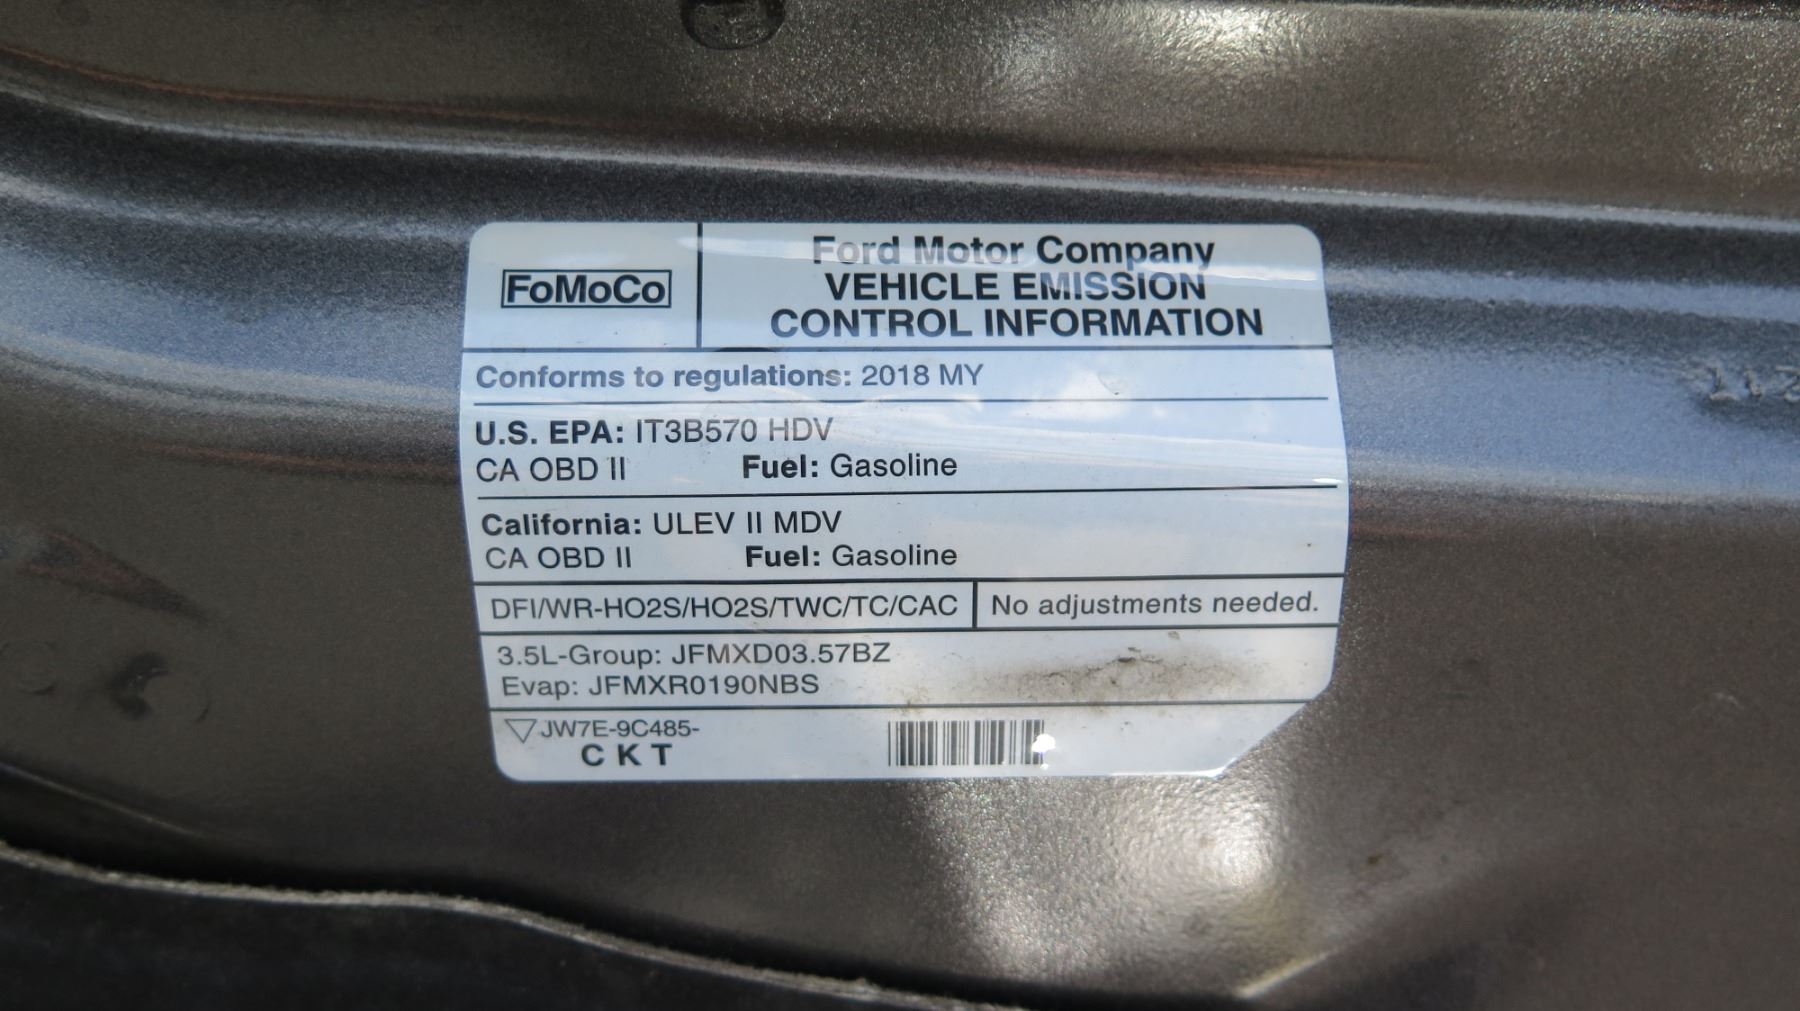 FoMoCo
Ford Motor Company
VEHICLE EMISSION
CONTROL INFORMATION
Conforms to regulations: 2018 MY
U.S. EPA: IT3B570 HDV
CA OBD II Fuel: Gasoline
California: ULEV II MDV
CA OBD II Fuel: Gasoline
DFI/WR-HO2S/HO2S/TWC/TC/CAC No adjustments needed.
3.5L-Group: JFMXD03.57BZ
Evap: JFMXR0190NBS
JW7E-9C485-
C K T